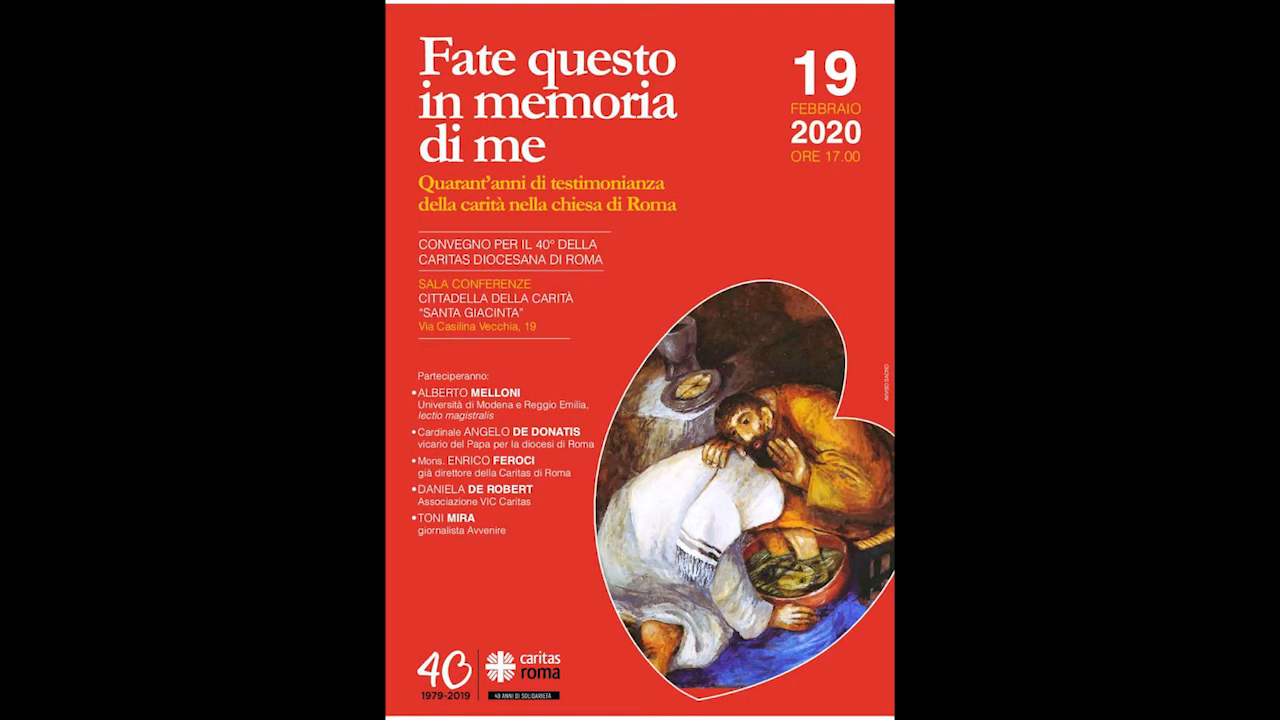 Fate questo
in memoria
di me
Quarant'anni di testimonianza
della carità nella chiesa di Roma
19
FEBBRAIO
2020
ORE 17.00
CONVEGNO PER IL 40° DELLA
CARITAS DIOCESANA DI ROMA
SALA CONFERENZE
CITTADELLA DELLA CARITÀ
"SANTA GIACINTA"
Via Casilina Vecchia, 19
Parteciperanno:
•ALBERTO MELLONI
Università di Modena e Reggio Emilia,
lectio magistralis
•Cardinale ANGELO DE DONATIS
vicario del Papa per la diocesi di Roma
•Mons. ENRICO FEROCI
già direttore della Caritas di Roma
•DANIELA DE ROBERT
Associazione VIC Caritas
•TONI MIRA
giornalista Avvenire
AVVISO SACRO
40
1979-2019
caritas
roma
40 ANNI DI SOLIDARIETÀ